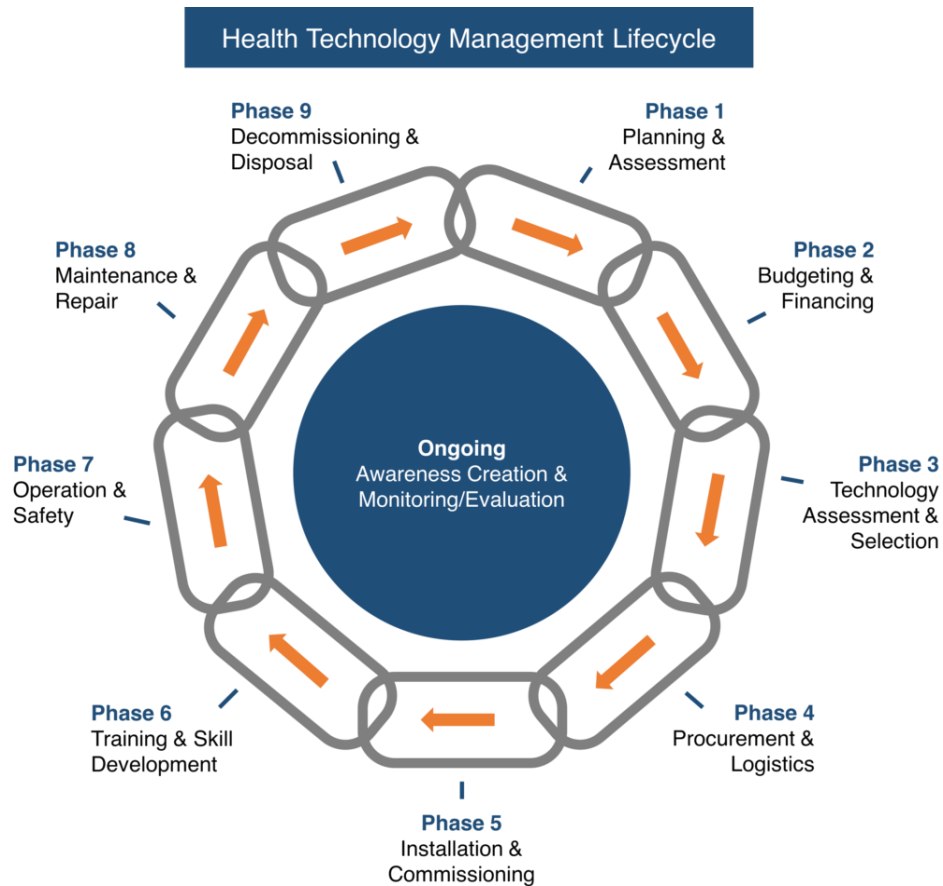 Health Technology Management Lifecycle
Phase 1
Planning &
Assessment
Phase 2
Budgeting &
Financing
Phase 3
Technology
Assessment &
Selection
Phase 4
Procurement &
Logistics
Phase 5
Installation &
Commissioning
Phase 6
Training & Skill
Development
Phase 7
Operation &
Safety
Phase 8
Maintenance &
Repair
Phase 9
Decommissioning &
Disposal
Ongoing
Awareness Creation &
Monitoring/Evaluation